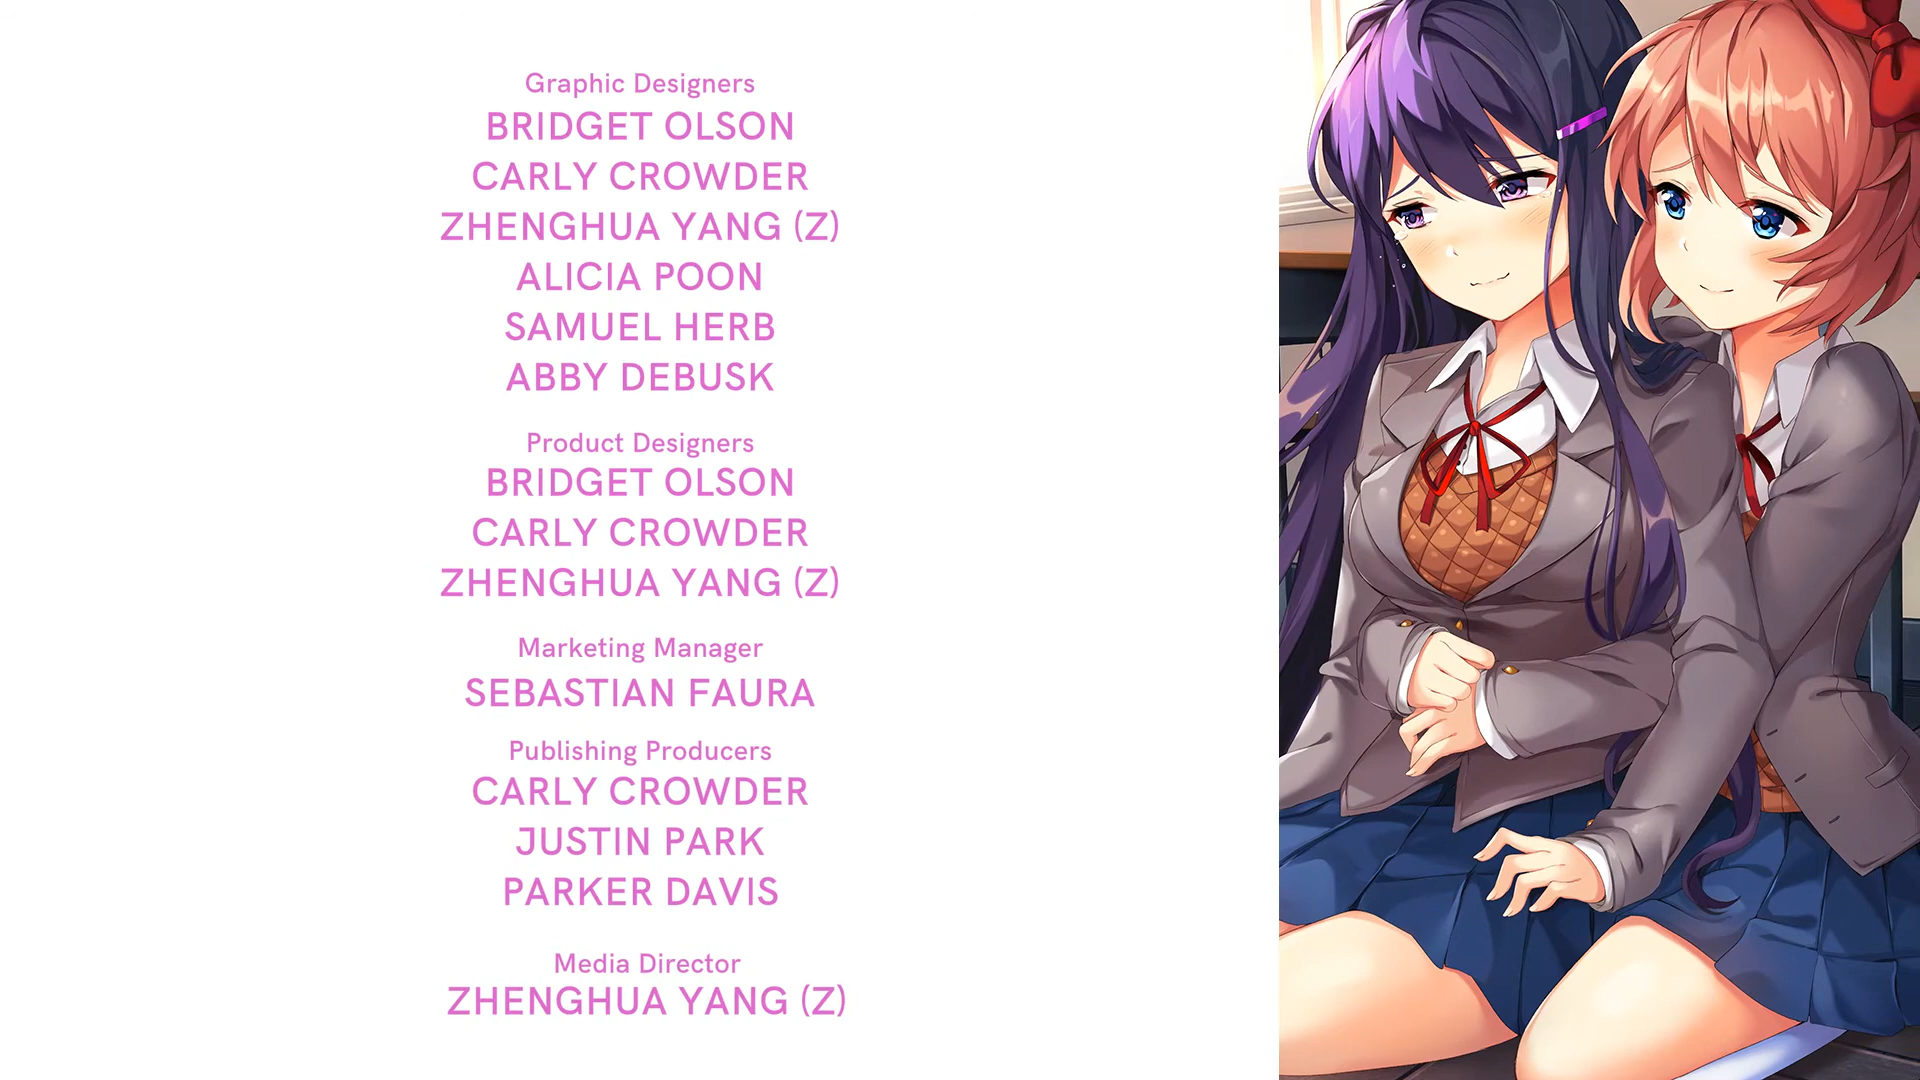 Graphic Designers
BRIDGET OLSON
CARLY CROWDER
ZHENGHUA YANG (Z)
ALICIA POON
SAMUEL HERB
ABBY DEBUSK
Product Designers
BRIDGET OLSON
CARLY CROWDER
ZHENGHUA YANG (Z)
Marketing Manager
SEBASTIAN FAURA
Publishing Producers
CARLY CROWDER
JUSTIN PARK
PARKER DAVIS
Media Director
ZHENGHUA YANG (Z)